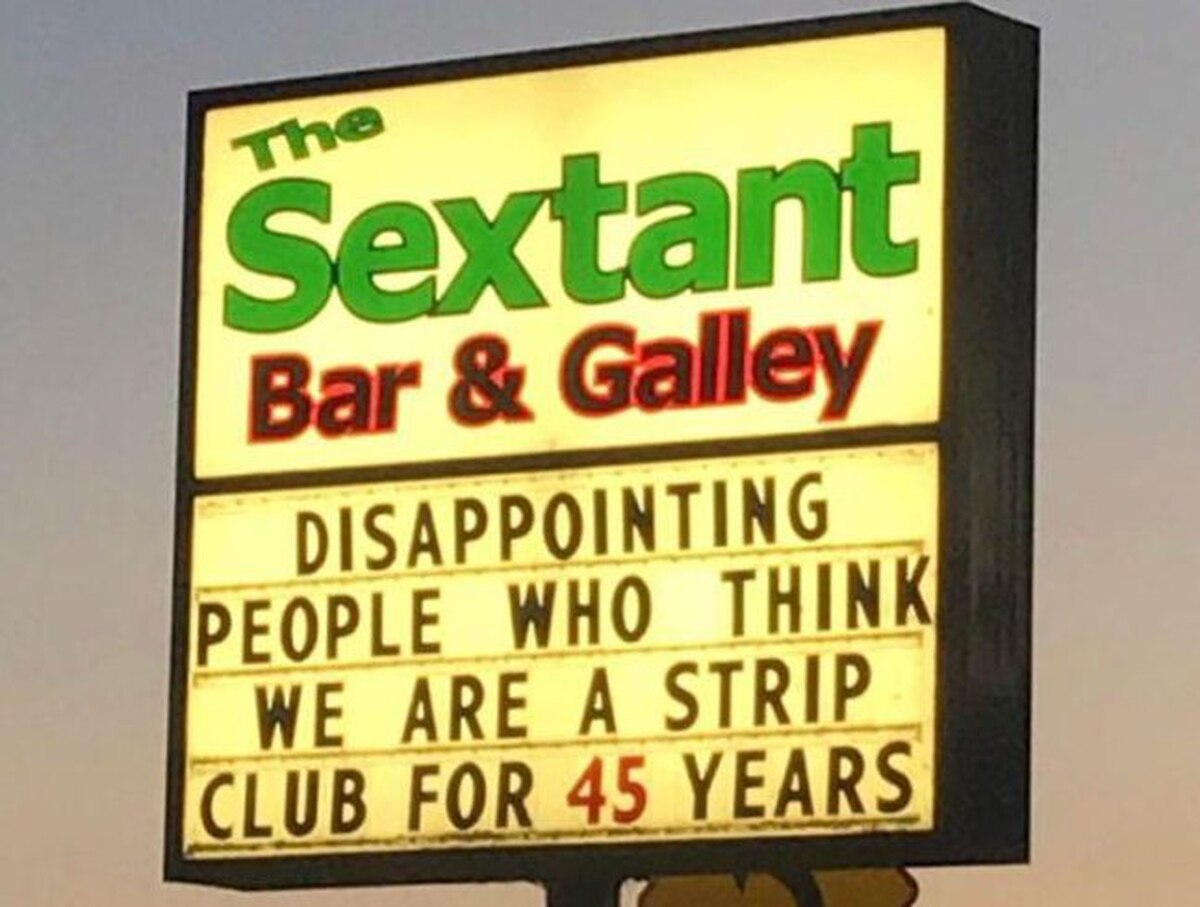 The
Sextant
Bar & Galley
DISAPPOINTING
PEOPLE WHO THINK
WE ARE A STRIP
CLUB FOR 45 YEARS